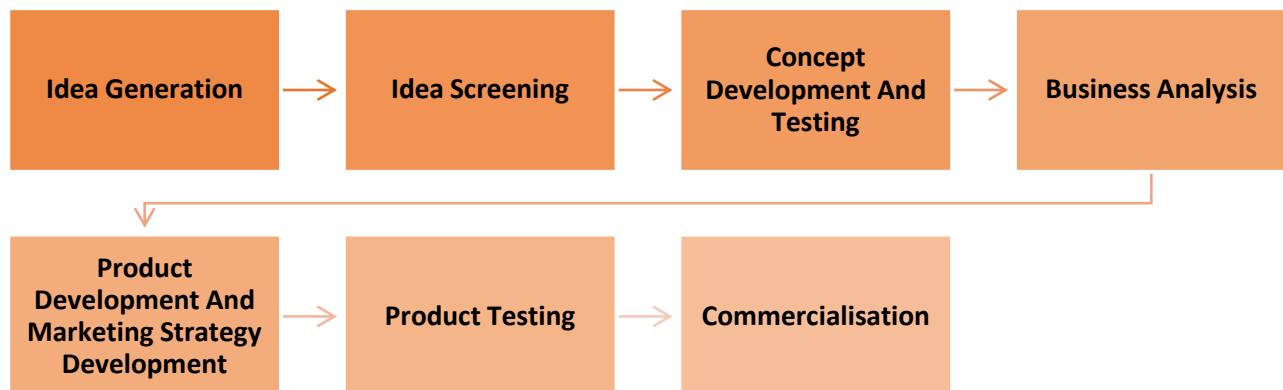 Idea Generation
Idea Screening
Concept
Development And
Testing
Business Analysis
Product
Development And
Marketing Strategy
Development
Product Testing
Commercialisation